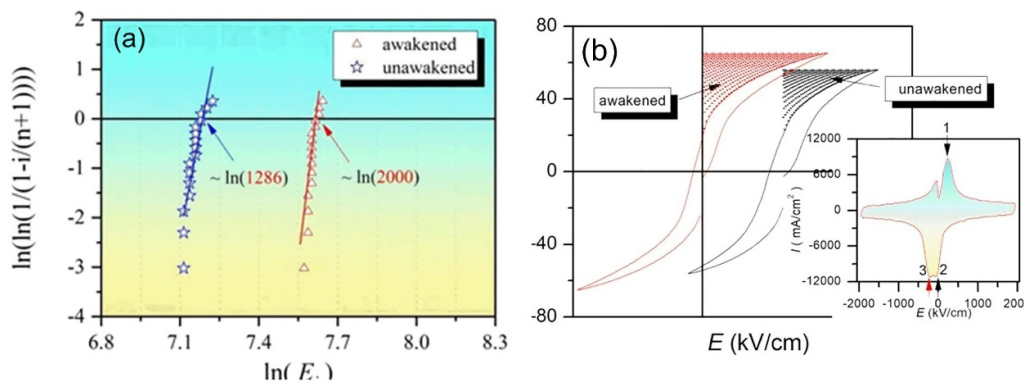 (a)
awakened
unawakened
~ ln(1286)
~ ln(2000)
ln(ln(1/(1-i/(n+1))))
2
1
0
-1
-2
-3
-4
6.8
7.1
7.4
7.7
8.0
8.3
(b)
80
40
0
-40
-80
awakened
unawakened
E (kV/cm)
1
12000
6000
0
-6000
-12000
I ( mA/cm²)
3
2
-2000
-1000
0
1000
200
E (kV/cm)